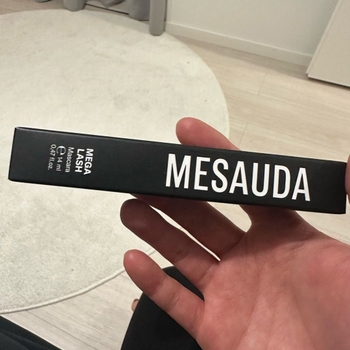 MESAUDA
MEGA
LASH
Mascara
℮ 14 ml
0.47 fl.oz.